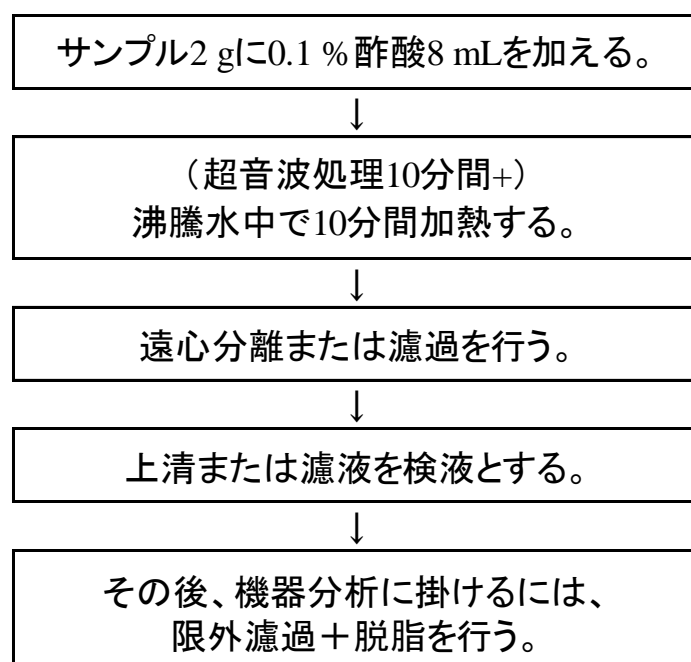 サンプル2 gに0.1 %酢酸8 mLを加える。
↓
（超音波処理10分間+）
沸騰水中で10分間加熱する。
↓
遠心分離または濾過を行う。
↓
上清または濾液を検液とする。
↓
その後、機器分析に掛けるには、
限外濾過＋脱脂を行う。